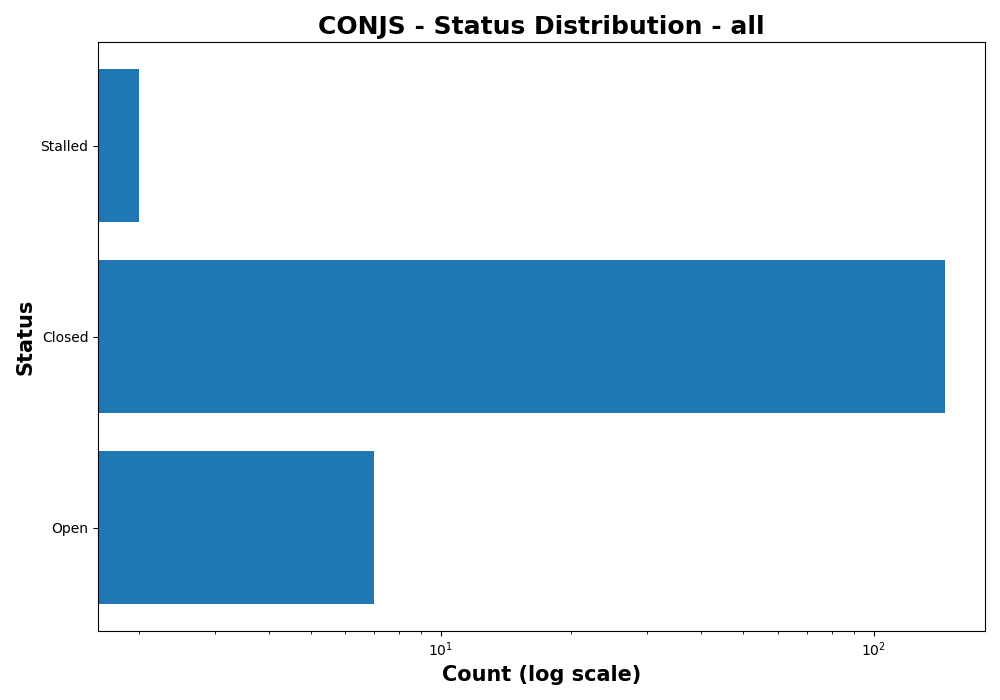 CONJS - Status Distribution - all
Stalled
Closed
Open
Status
10¹
10²
Count (log scale)